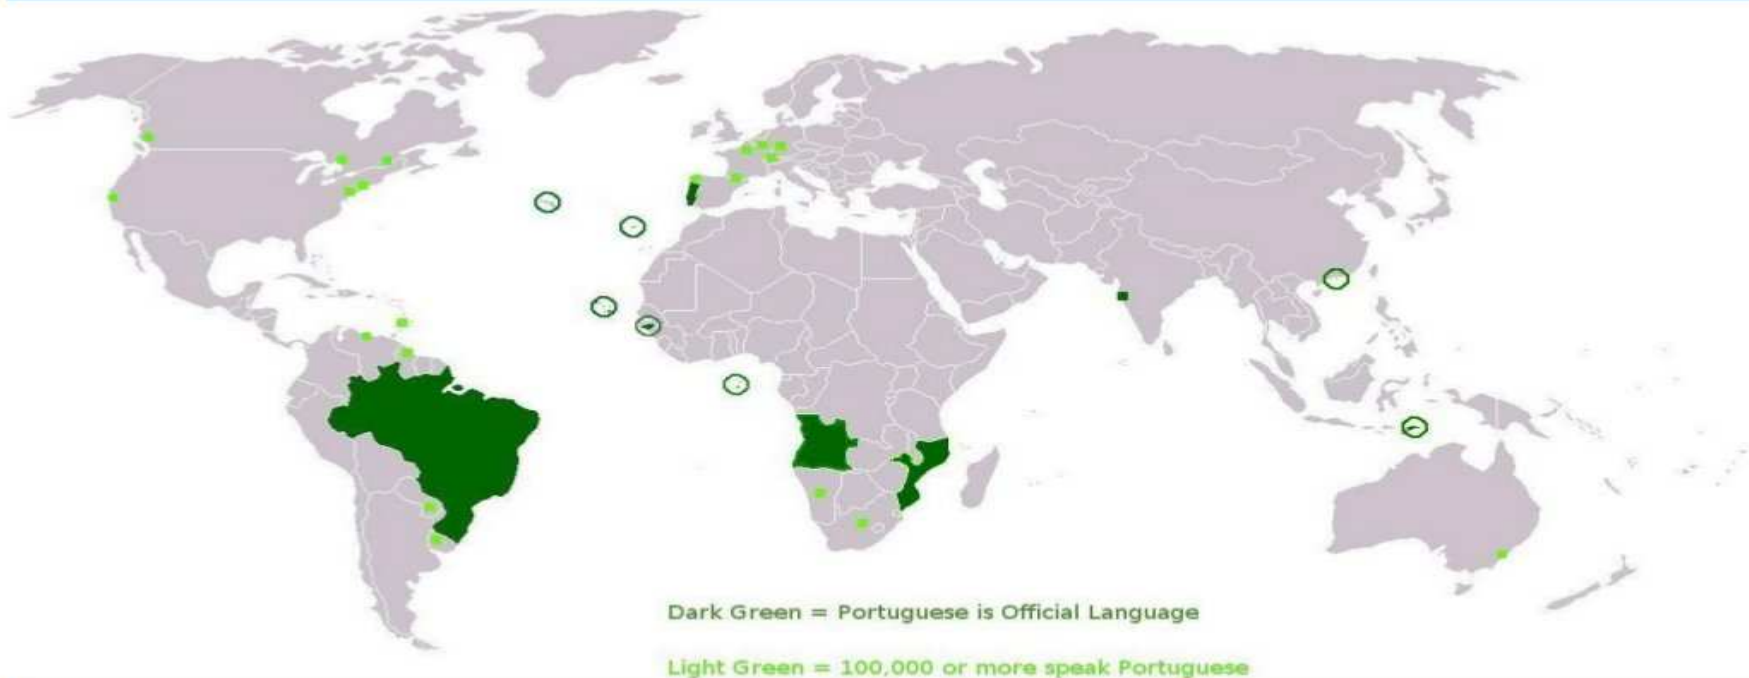 Dark Green = Portuguese is Official Language
Light Green = 100,000 or more speak Portuguese